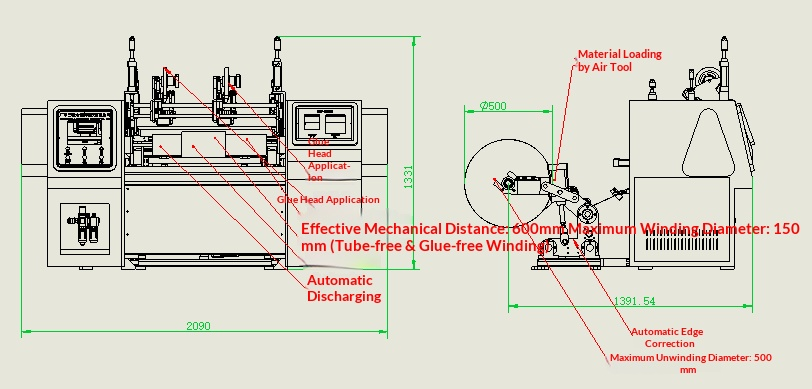 Material Loading
by Air Tool
Ø500
Glue
Head
Applicat-
ion
1331
Glue Head Application
Effective Mechanical Distance: 600mm Maximum Winding Diameter: 150
mm (Tube-free & Glue-free Winding)
Automatic
Discharging
1391.54
2090
Automatic Edge
Correction
Maximum Unwinding Diameter: 500
mm